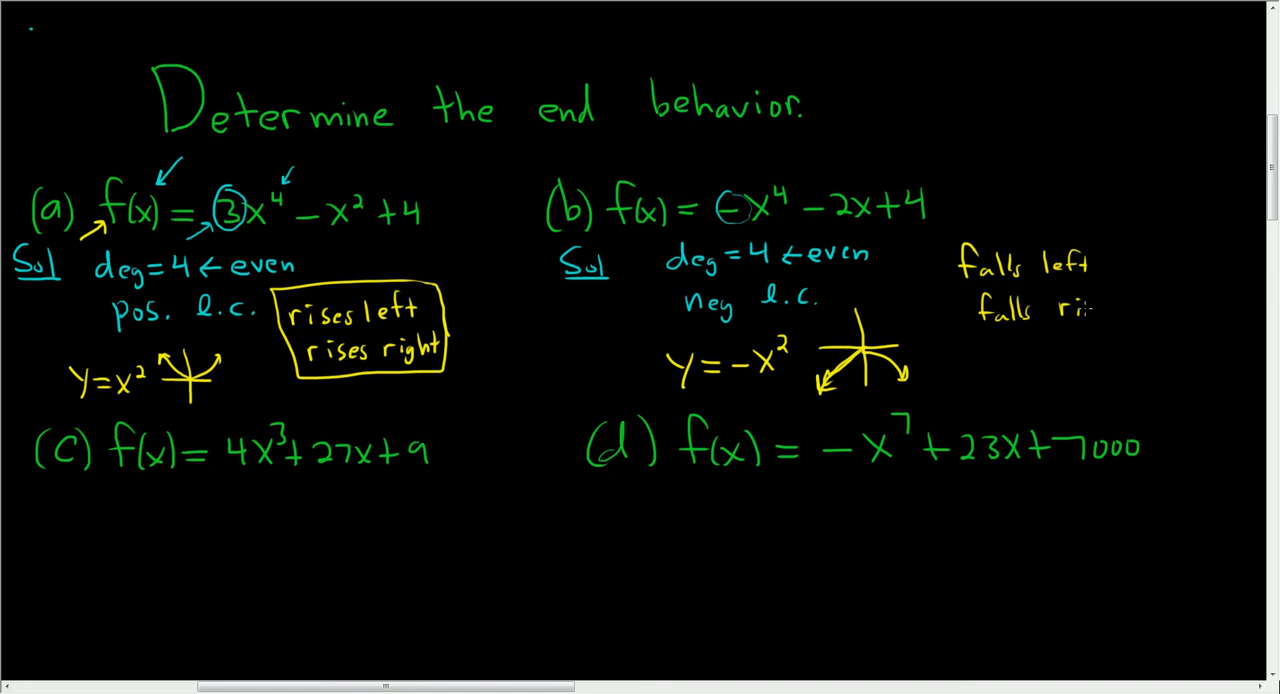 Determine the end behavior.
(a) f(x) = 3x⁴ - x² + 4
Sol deg = 4 ← even
pos. l.c.
rises left
rises right
y = x²
(b) f(x) = -x⁴ - 2x + 4
Sol deg = 4 ← even
neg l.c.
falls left
falls ri
y = -x²
(c) f(x) = 4x³ + 27x + 9
(d) f(x) = -x⁷ + 23x + 7000